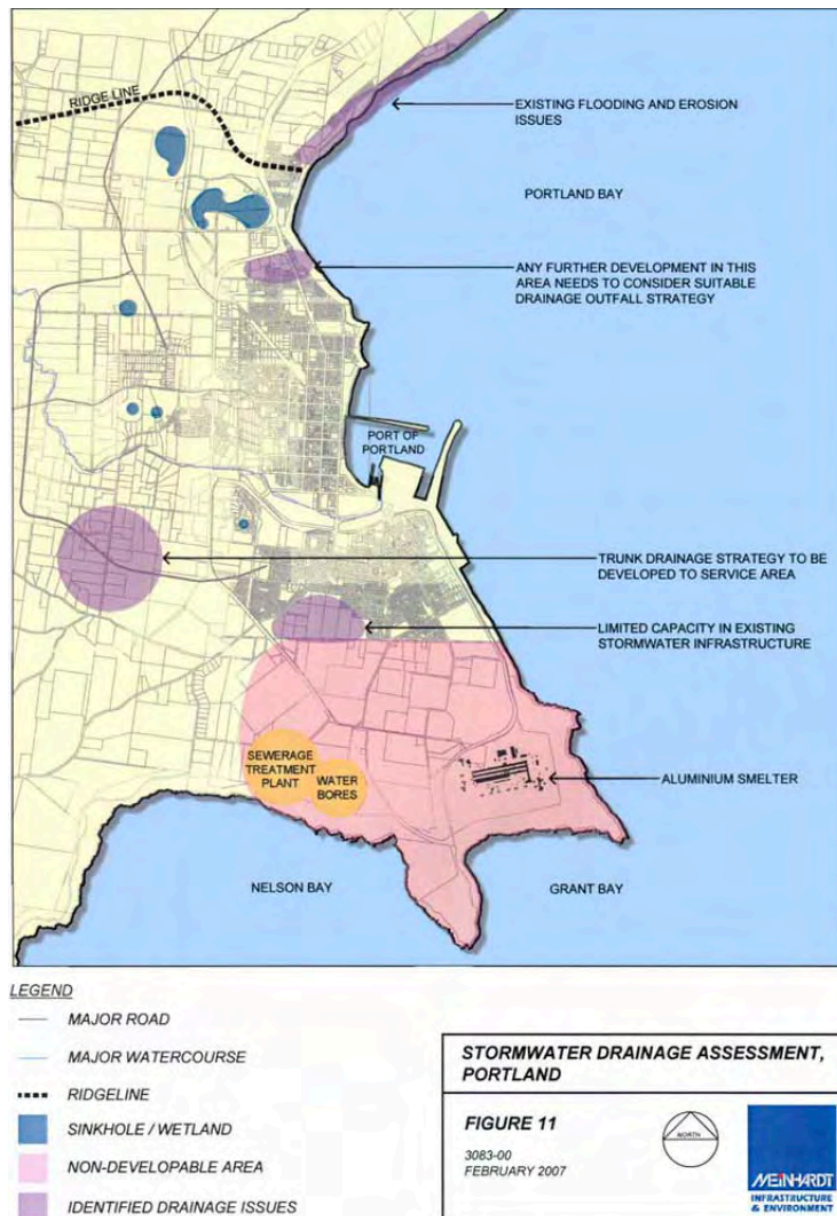 RIDGE LINE
EXISTING FLOODING AND EROSION
ISSUES
PORTLAND BAY
ANY FURTHER DEVELOPMENT IN THIS
AREA NEEDS TO CONSIDER SUITABLE
DRAINAGE OUTFALL STRATEGY
PORT OF
PORTLAND
TRUNK DRAINAGE STRATEGY TO BE
DEVELOPED TO SERVICE AREA
LIMITED CAPACITY IN EXISTING
STORMWATER INFRASTRUCTURE
SEWERAGE
TREATMENT
PLANT
WATER
BORES
ALUMINIUM SMELTER
NELSON BAY
GRANT BAY
LEGEND
MAJOR ROAD
MAJOR WATERCOURSE
RIDGELINE
SINKHOLE / WETLAND
NON-DEVELOPABLE AREA
IDENTIFIED DRAINAGE ISSUES
STORMWATER DRAINAGE ASSESSMENT,
PORTLAND
FIGURE 11
3083-00
FEBRUARY 2007
NORTH
MEINHARDT
INFRASTRUCTURE
& ENVIRONMENT